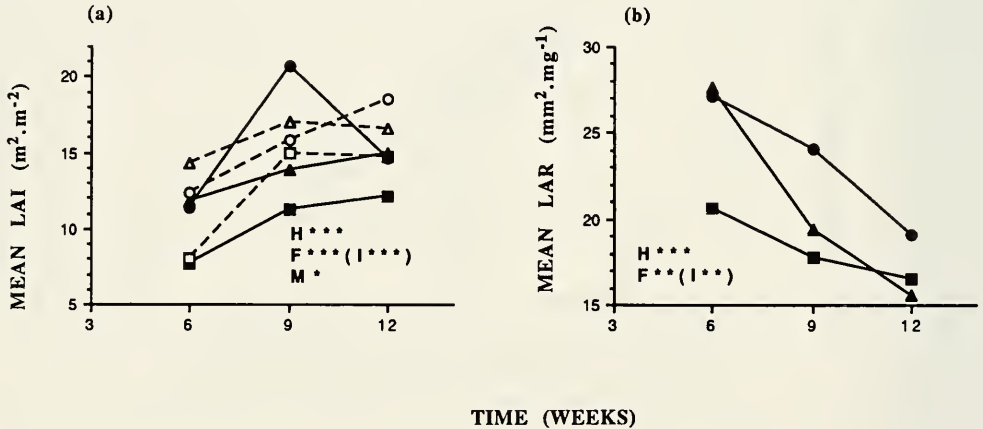 (a)
MEAN LAI (m².m⁻²)
20
15
10
5
3
6
9
12
H***
F***(I***)
M*
(b)
MEAN LAR (mm².mg⁻¹)
30
25
20
15
3
6
9
12
H***
F**(I**)
TIME (WEEKS)